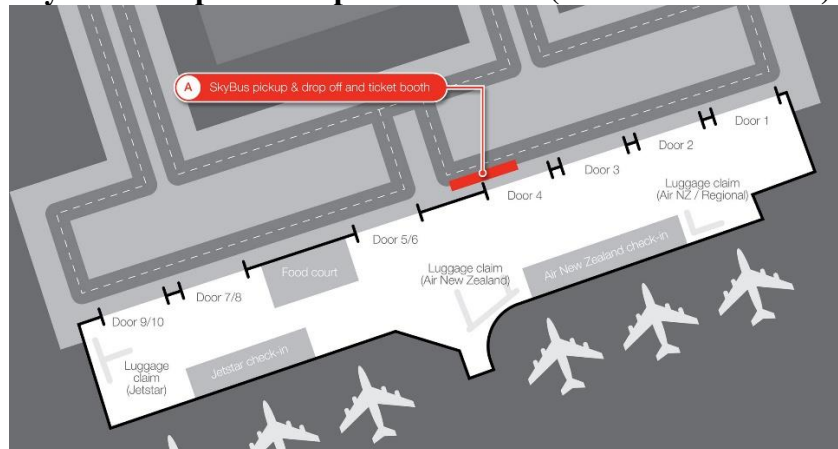 A SkyBus pickup & drop off and ticket booth
Door 1
Door 2
Door 3
Door 4
Luggage claim
(Air NZ / Regional)
Door 5/6
Food court
Luggage claim
(Air New Zealand)
Air New Zealand check-in
Door 7/8
Door 9/10
Luggage
claim
(Jetstar)
Jetstar check-in